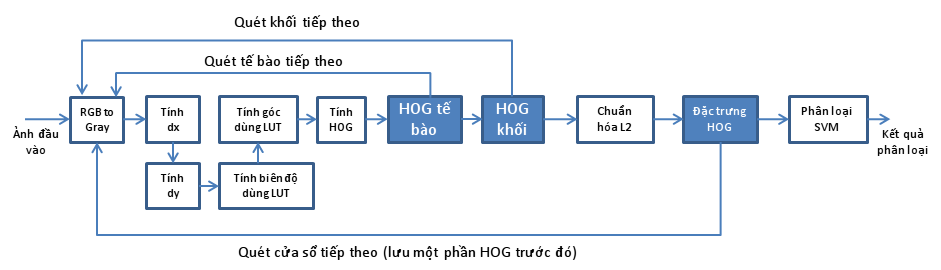 Quét khối tiếp theo
Quét tế bào tiếp theo
Ảnh đầu
vào
RGB to
Gray
Tính
dx
Tính góc
dùng LUT
Tính
HOG
HOG tế
bào
HOG
khối
Chuẩn
hóa L2
Đặc trưng
HOG
Phân loại
SVM
Kết quả
phân loại
Tính
dy
Tính biên độ
dùng LUT
Quét cửa sổ tiếp theo (lưu một phần HOG trước đó)